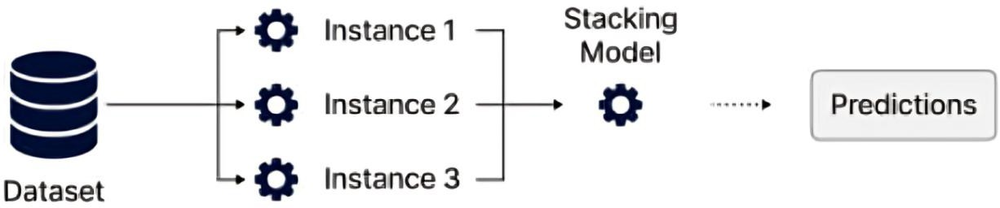 Dataset
Instance 1
Instance 2
Instance 3
Stacking
Model
Predictions